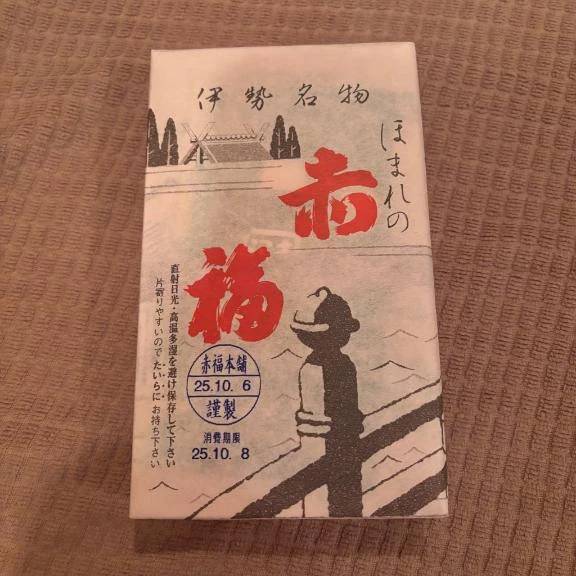 伊勢名物
ほまれの
赤福
直射日光・高温多湿を避け保存して下さい
片寄りやすいので たいらに お持ち下さい
赤福本舗
25.10. 6
謹製
消費期限
25.10. 8